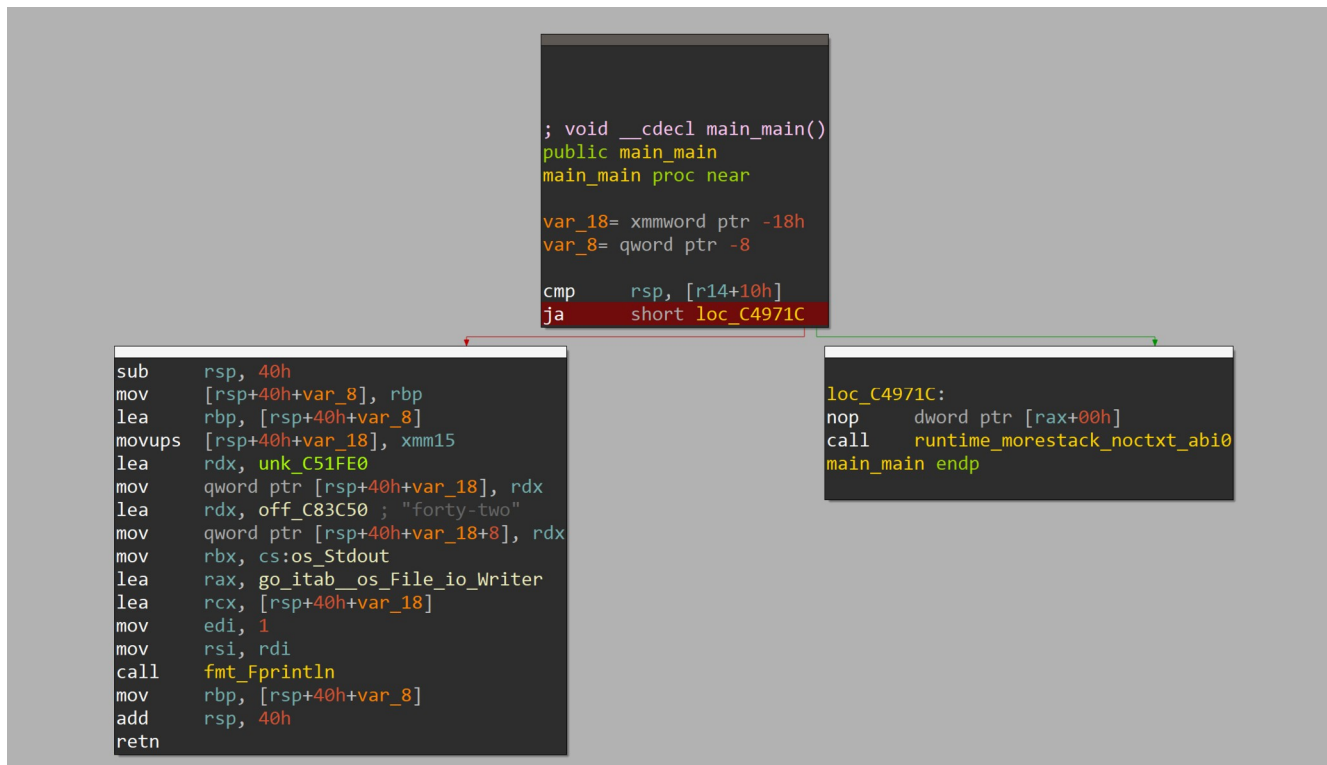 ; void __cdecl main_main()
public main_main
main_main proc near
var_18= xmmword ptr -18h
var_8= qword ptr -8
cmp rsp, [r14+10h]
ja short loc_C4971C
sub rsp, 40h
mov [rsp+40h+var_8], rbp
lea rbp, [rsp+40h+var_8]
movups [rsp+40h+var_18], xmm15
lea rdx, unk_C51FE0
mov qword ptr [rsp+40h+var_18], rdx
lea rdx, off_C83C50 ; "forty-two"
mov qword ptr [rsp+40h+var_18+8], rdx
mov rbx, cs:os_Stdout
lea rax, go_itab__os_File_io_Writer
lea rcx, [rsp+40h+var_18]
mov edi, 1
mov rsi, rdi
call fmt_Fprintln
mov rbp, [rsp+40h+var_8]
add rsp, 40h
retn
loc_C4971C:
nop dword ptr [rax+00h]
call runtime_morestack_noctxt_abi0
main_main endp